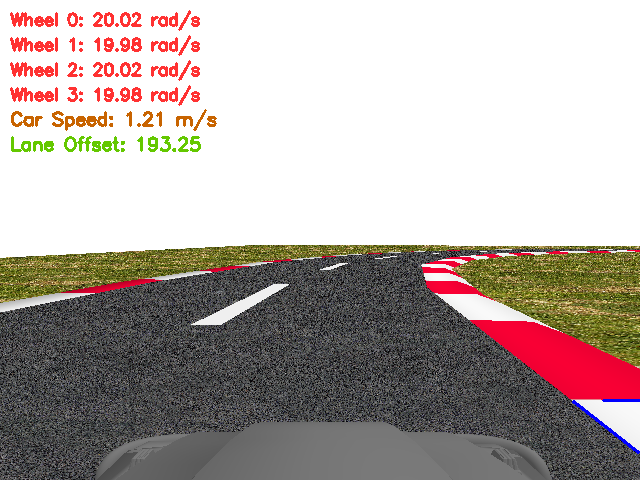 Wheel 0: 20.02 rad/s
Wheel 1: 19.98 rad/s
Wheel 2: 20.02 rad/s
Wheel 3: 19.98 rad/s
Car Speed: 1.21 m/s
Lane Offset: 193.25